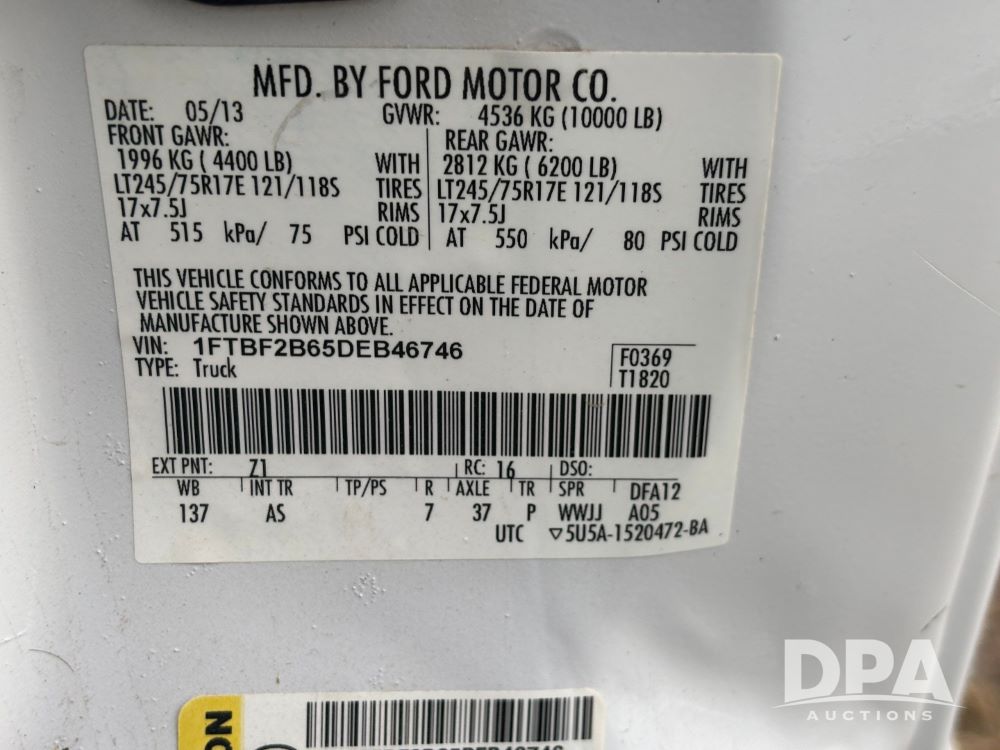 MFD. BY FORD MOTOR CO.
DATE: 05/13 GVWR: 4536 KG (10000 LB)
FRONT GAWR: REAR GAWR:
1996 KG ( 4400 LB) WITH 2812 KG ( 6200 LB) WITH
LT245/75R17E 121/118S TIRES LT245/75R17E 121/118S TIRES
17x7.5J RIMS 17x7.5J RIMS
AT 515 kPa/ 75 PSI COLD AT 550 kPa/ 80 PSI COLD
THIS VEHICLE CONFORMS TO ALL APPLICABLE FEDERAL MOTOR
VEHICLE SAFETY STANDARDS IN EFFECT ON THE DATE OF
MANUFACTURE SHOWN ABOVE.
VIN: 1FTBF2B65DEB46746 F0369
TYPE: Truck T1820
EXT PNT: Z1 RC: 16 DSO:
WB INT TR TP/PS R AXLE TR SPR DFA12
137 AS 7 37 P WWJJ A05
UTC ▽5U5A-1520472-BA
DPA
AUCTIONS